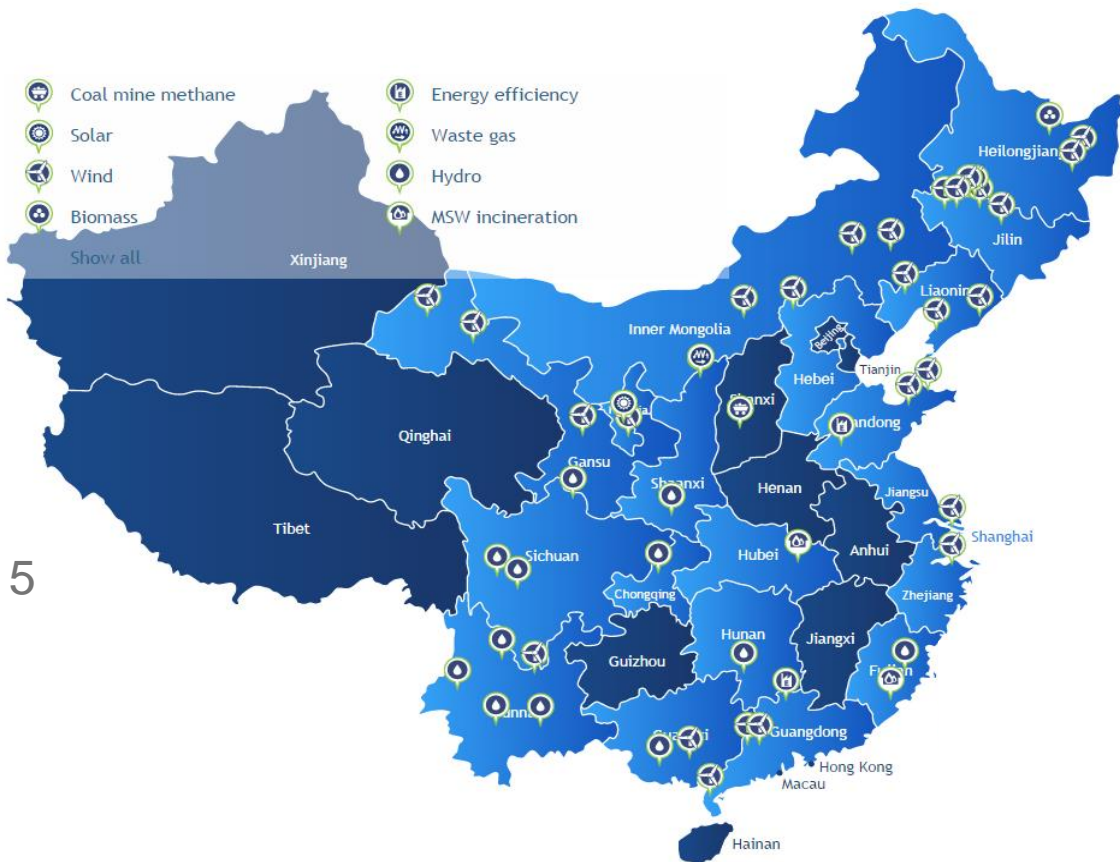 Coal mine methane
Energy efficiency
Solar
Waste gas
Wind
Hydro
Biomass
MSW incineration
Show all
Xinjiang
Heilongjian
Jilin
Liaonin
Inner Mongolia
Beijing
Tianjin
Hebei
Qinghai
Gansu
Shaanxi
Henan
Jiangsu
Tibet
Shanghai
5
Sichuan
Hubei
Anhui
Chongqing
Zhejiang
Hunan
Jiangxi
Guizhou
Guangdong
Hong Kong
Macau
Hainan